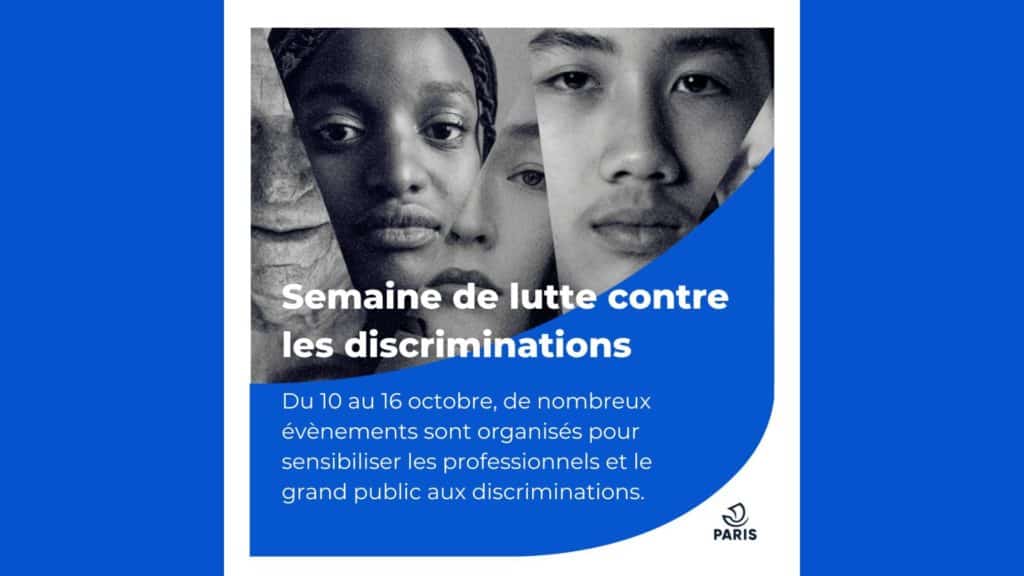 Semaine de lutte contre
les discriminations
Du 10 au 16 octobre, de nombreux
évènements sont organisés pour
sensibiliser les professionnels et le
grand public aux discriminations.
PARIS